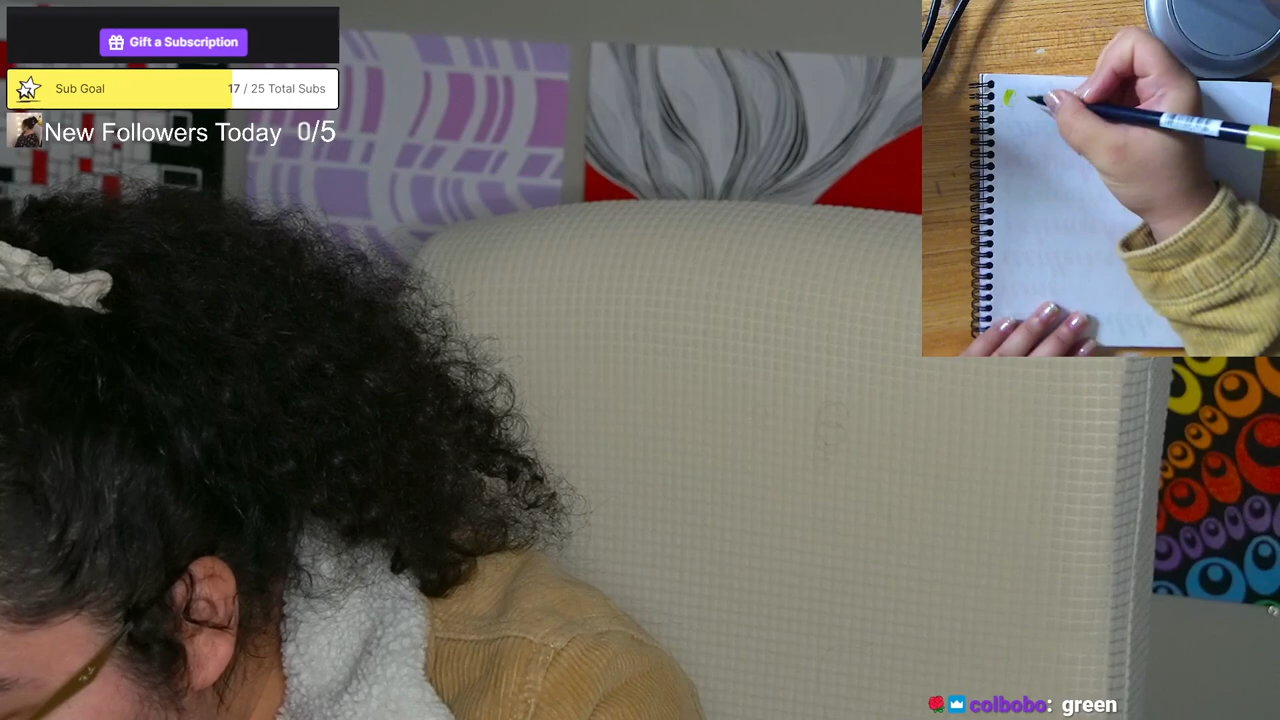 Gift a Subscription
Sub Goal 17 / 25 Total Subs
New Followers Today 0/5
colbobo: green